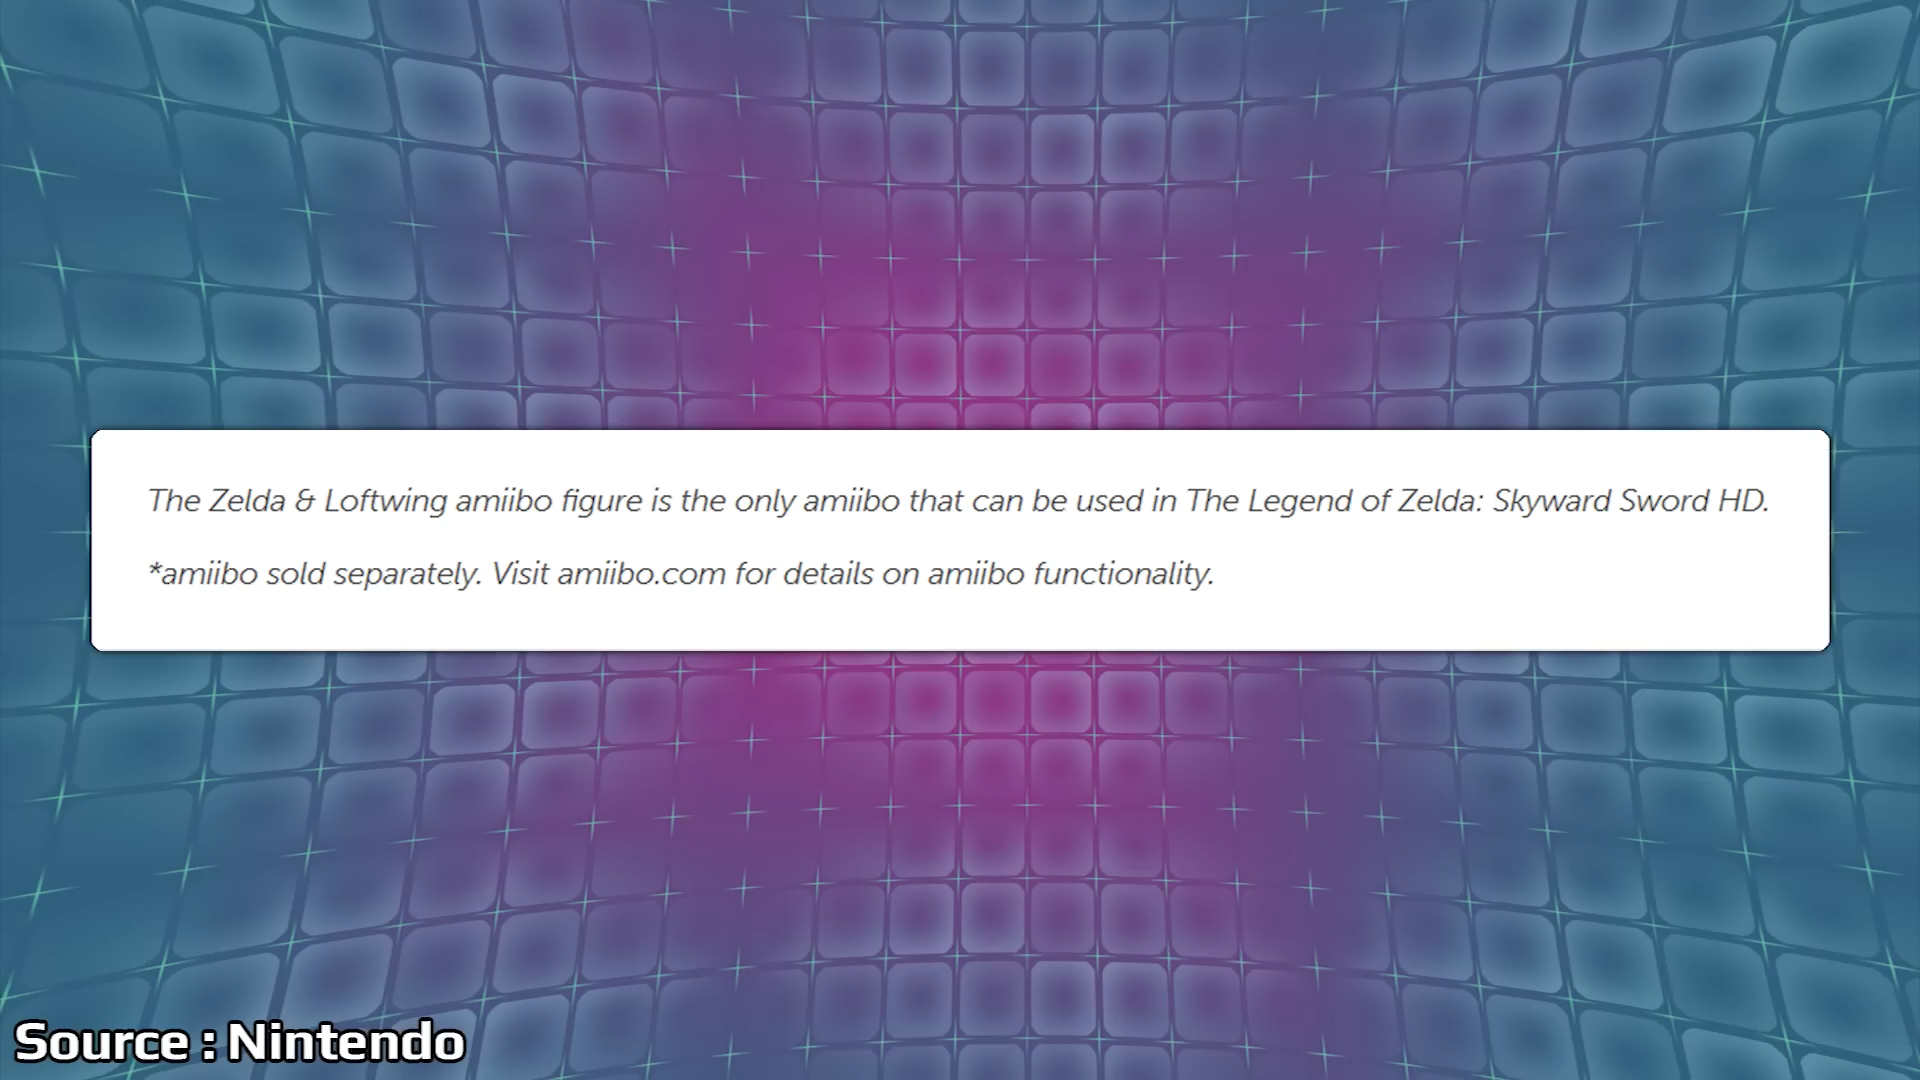 The Zelda & Loftwing amiibo figure is the only amiibo that can be used in The Legend of Zelda: Skyward Sword HD.
*amiibo sold separately. Visit amiibo.com for details on amiibo functionality.
Source : Nintendo